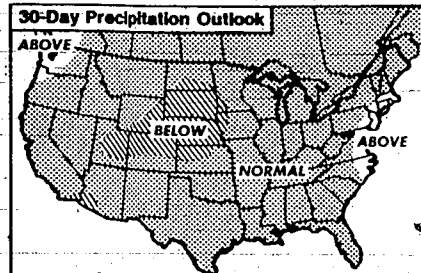 30-Day Precipitation Outlook
ABOVE
BELOW
ABOVE
NORMAL